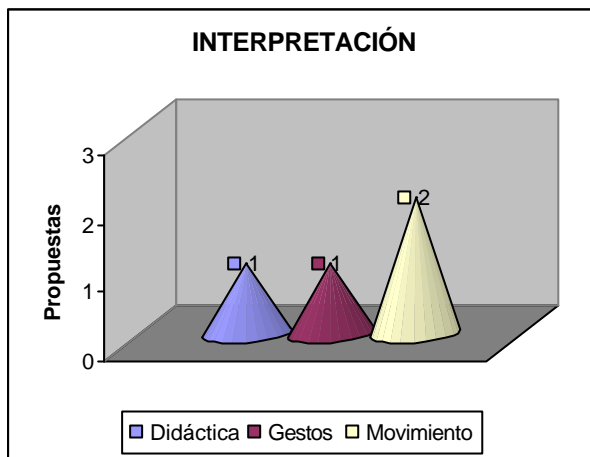 INTERPRETACIÓN
3
2
1
0
Propuestas
1
1
2
Didáctica Gestos Movimiento